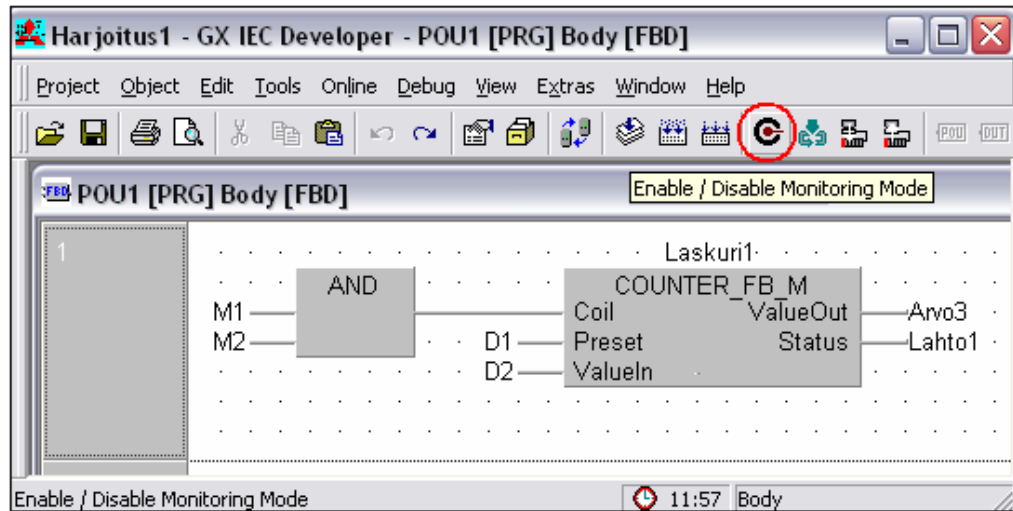 Harjoitus1 - GX IEC Developer - POU1 [PRG] Body [FBD]
Project Object Edit Tools Online Debug View Extras Window Help
POU DUT
FBD POU1 [PRG] Body [FBD]
Enable / Disable Monitoring Mode
1
Laskuri1
AND COUNTER_FB_M
M1 Coil ValueOut Arvo3
M2 D1 Preset Status Lahto1
D2 ValueIn
Enable / Disable Monitoring Mode 11:57 Body